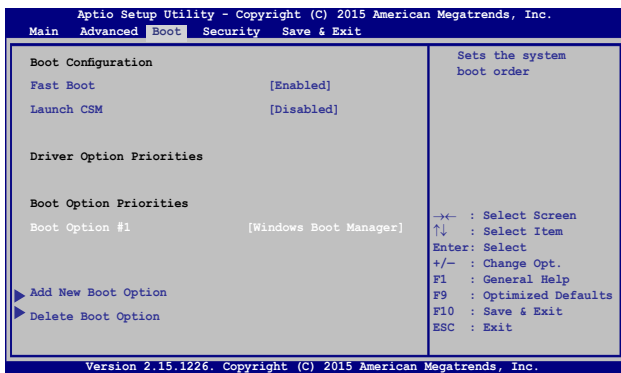 Aptio Setup Utility - Copyright (C) 2015 American Megatrends, Inc.
Main Advanced Boot Security Save & Exit
Boot Configuration
Fast Boot [Enabled]
Launch CSM [Disabled]
Driver Option Priorities
Boot Option Priorities
Boot Option #1 [Windows Boot Manager]
Add New Boot Option
Delete Boot Option
Sets the system
boot order
→← : Select Screen
↑↓ : Select Item
Enter: Select
+/— : Change Opt.
F1 : General Help
F9 : Optimized Defaults
F10 : Save & Exit
ESC : Exit
Version 2.15.1226. Copyright (C) 2015 American Megatrends, Inc.